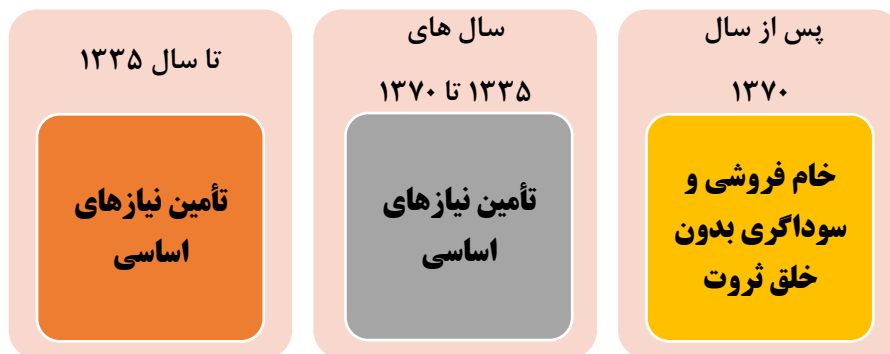 تا سال ۱۳۳۵
تأمین نیازهای
اساسی
سال های
۱۳۳۵ تا ۱۳۷۰
تأمین نیازهای
اساسی
پس از سال
۱۳۷۰
خام فروشی و
سوداگری بدون
خلق ثروت